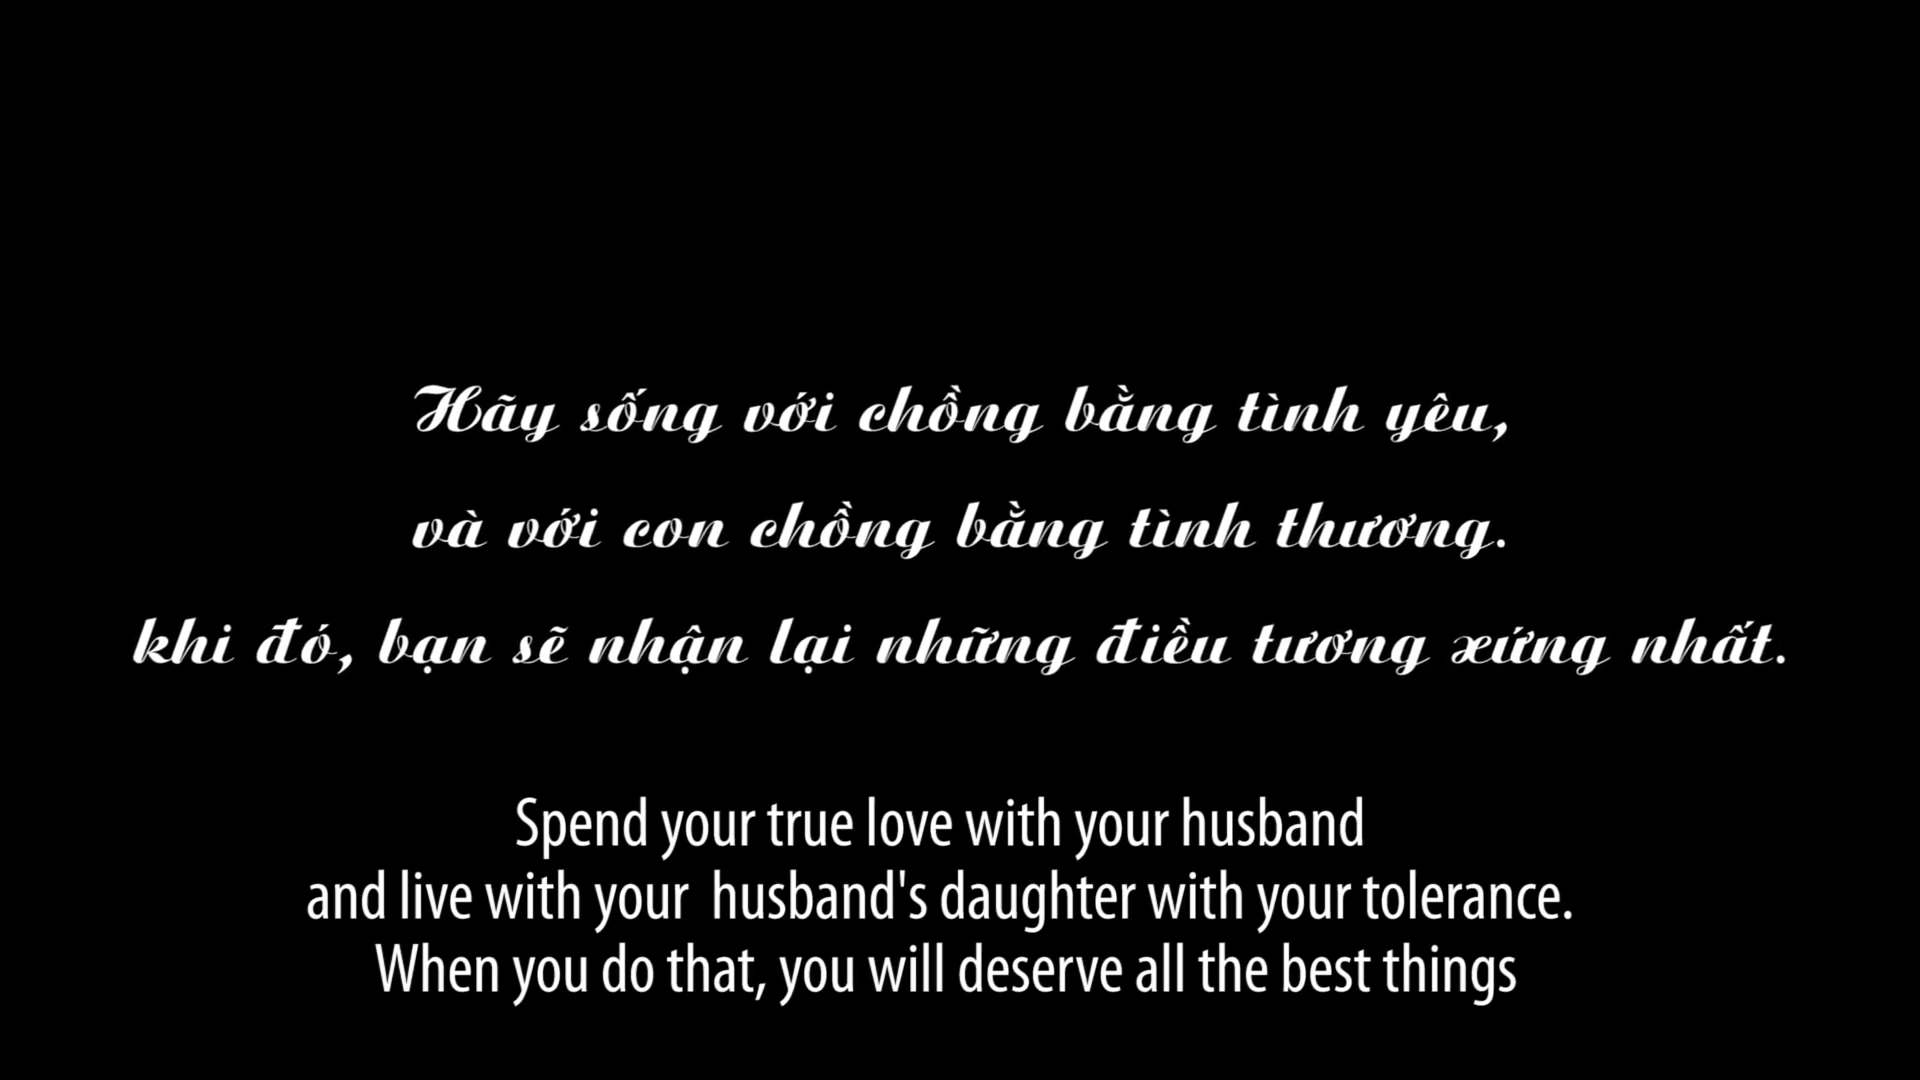 Hãy sống với chồng bằng tình yêu,
và với con chồng bằng tình thương.
khi đó, bạn sẽ nhận lại những điều tương xứng nhất.
Spend your true love with your husband
and live with your  husband's daughter with your tolerance.
When you do that, you will deserve all the best things